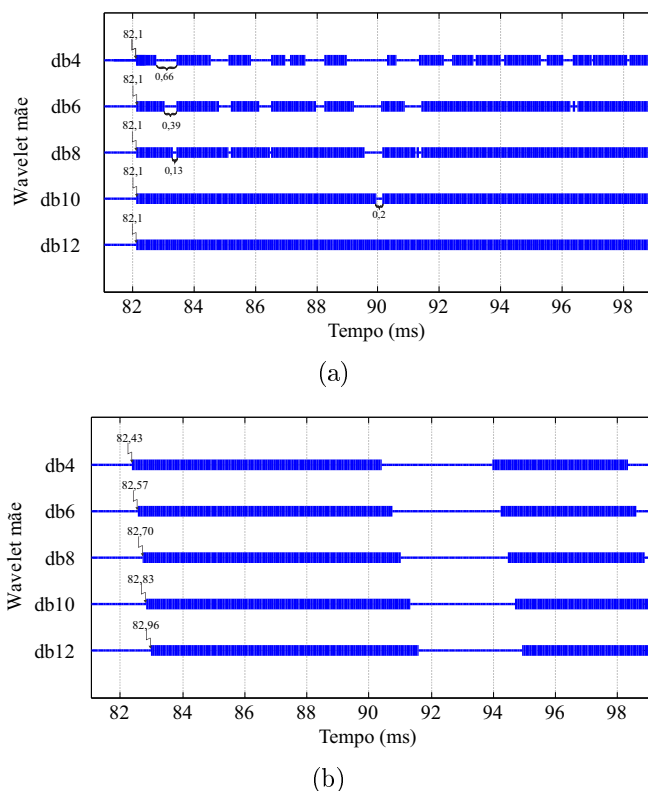 82,1
db4
0,66
82,1
db6
0,39
82,1
db8
0,13
82,1
db10
0,2
82,1
db12
Wavelet mãe
82 84 86 88 90 92 94 96 98
Tempo (ms)
(a)
82,43
db4
82,57
db6
82,70
db8
82,83
db10
82,96
db12
Wavelet mãe
82 84 86 88 90 92 94 96 98
Tempo (ms)
(b)